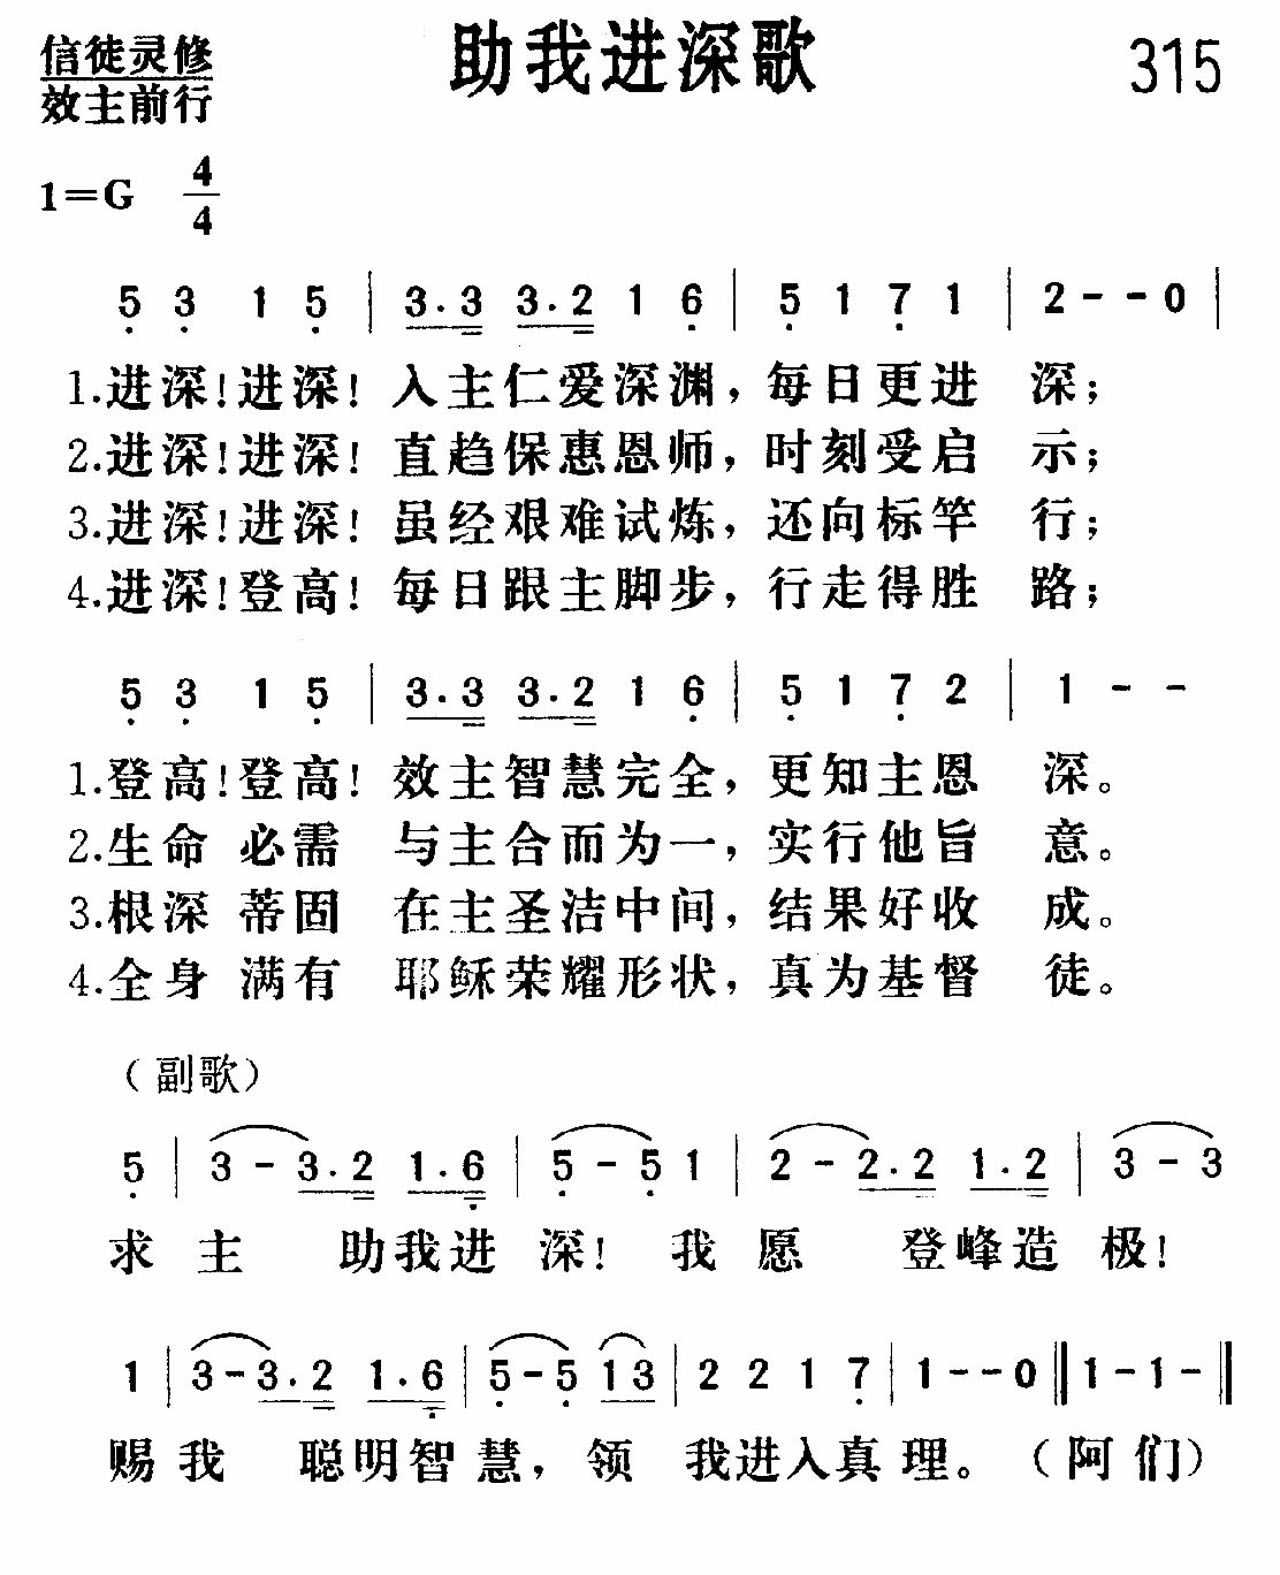 信徒灵修 助我进深歌 315
效主前行
1=G 4/4
5 3 1 5 | 3.3 3.2 1 6 | 5 1 7 1 | 2 - - 0 |
1.进深!进深! 入主仁爱深渊,每日更进 深;
2.进深!进深! 直趋保惠恩师,时刻受启 示;
3.进深!进深! 虽经艰难试炼,还向标竿 行;
4.进深!登高! 每日跟主脚步,行走得胜 路;
5 3 1 5 | 3.3 3.2 1 6 | 5 1 7 2 | 1 - -
1.登高!登高! 效主智慧完全,更知主恩 深。
2.生命 必需 与主合而为一,实行他旨 意。
3.根深 蒂固 在主圣洁中间,结果好收 成。
4.全身 满有 耶稣荣耀形状,真为基督 徒。
(副歌)
5 | 3 - 3.2 1.6 | 5 - 5 1 | 2 - 2.2 1.2 | 3 - 3
求 主 助我进 深! 我 愿 登峰造 极!
1 | 3 - 3.2 1.6 | 5 - 5 1 3 | 2 2 1 7 | 1 - - 0 ‖ 1 - 1 - ‖
赐 我 聪明智 慧, 领 我进入真 理。 (阿 们)